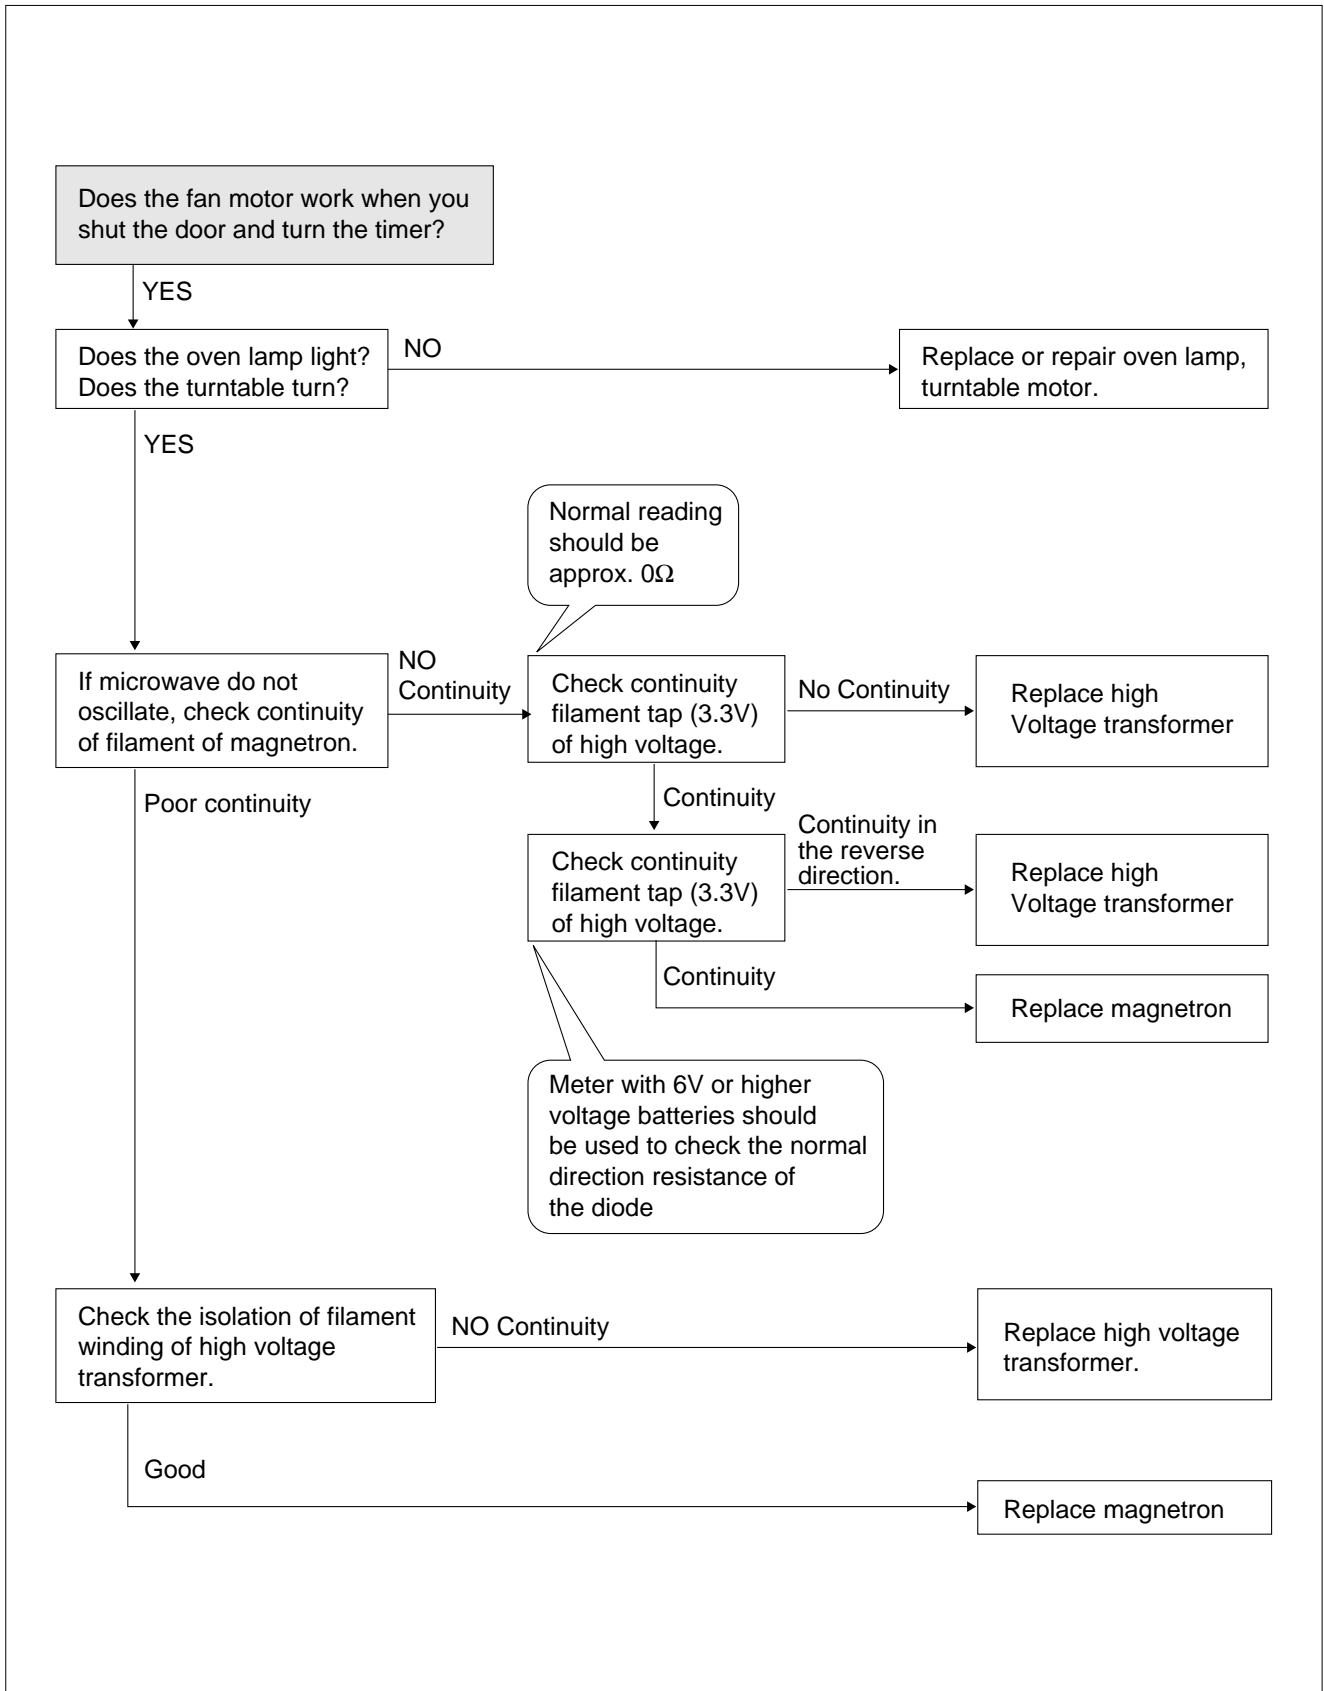 Does the fan motor work when you
shut the door and turn the timer?
YES
Does the oven lamp light?
Does the turntable turn?
NO
Replace or repair oven lamp,
turntable motor.
YES
Normal reading
should be
approx. 0Ω
If microwave do not
oscillate, check continuity
of filament of magnetron.
NO
Continuity
Check continuity
filament tap (3.3V)
of high voltage.
No Continuity
Replace high
Voltage transformer
Poor continuity
Continuity
Check continuity
filament tap (3.3V)
of high voltage.
Continuity in
the reverse
direction.
Replace high
Voltage transformer
Continuity
Replace magnetron
Meter with 6V or higher
voltage batteries should
be used to check the normal
direction resistance of
the diode
Check the isolation of filament
winding of high voltage
transformer.
NO Continuity
Replace high voltage
transformer.
Good
Replace magnetron